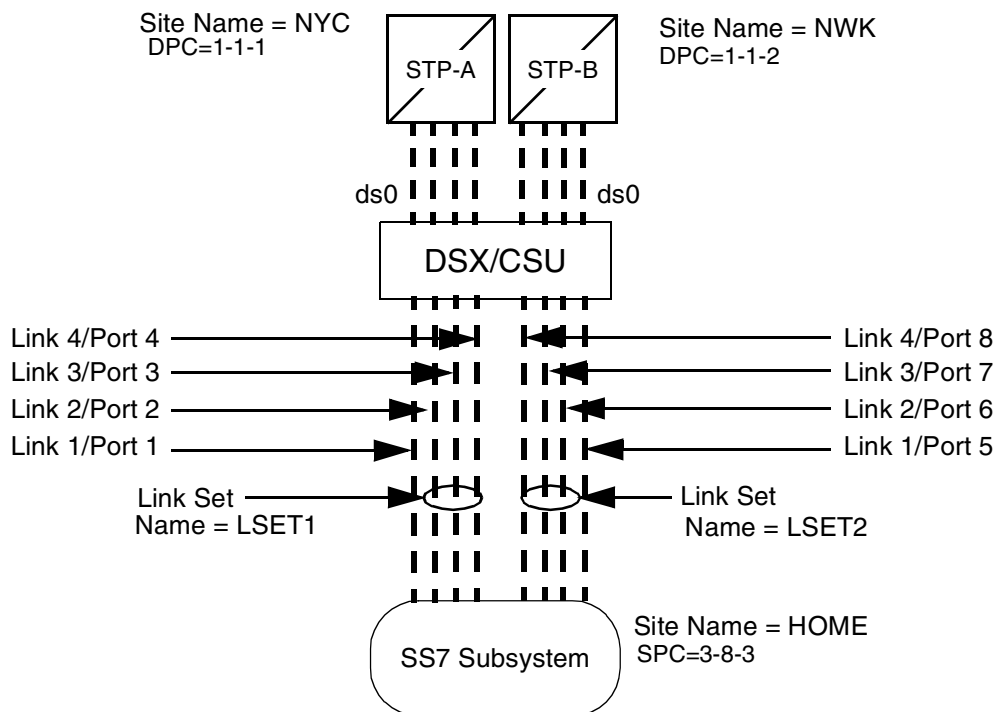 Site Name = NYC
DPC=1-1-1
Site Name = NWK
DPC=1-1-2
STP-A
STP-B
ds0
ds0
DSX/CSU
Link 4/Port 4
Link 4/Port 8
Link 3/Port 3
Link 3/Port 7
Link 2/Port 2
Link 2/Port 6
Link 1/Port 1
Link 1/Port 5
Link Set
Name = LSET1
Link Set
Name = LSET2
Site Name = HOME
SPC=3-8-3
SS7 Subsystem